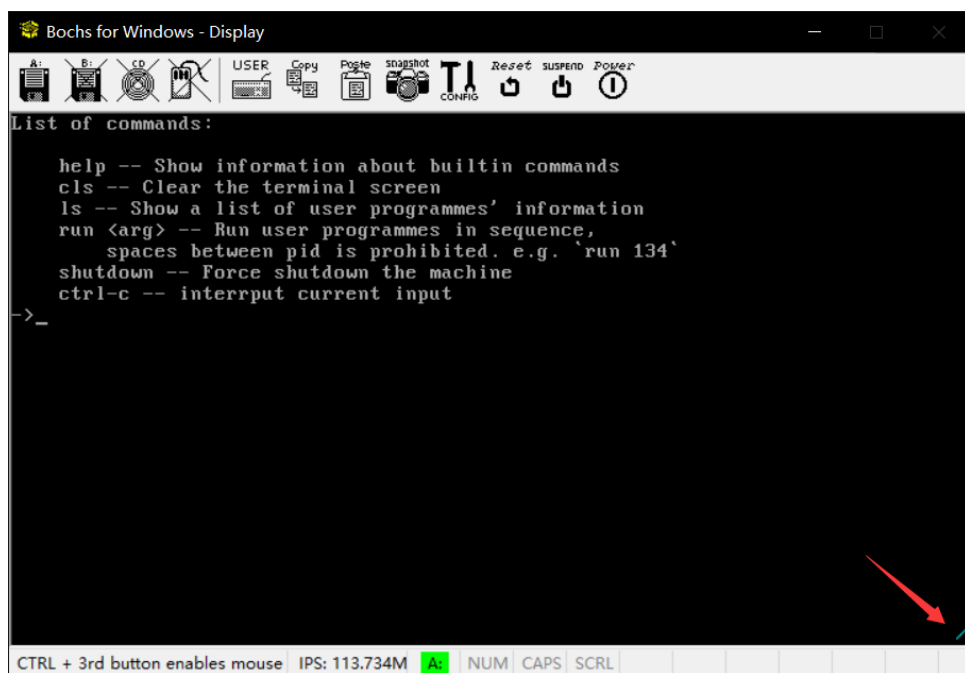 Bochs for Windows - Display
A: B: CD USER Copy Paste snapshot CONFIG Reset SUSPEND Power
List of commands:
help -- Show information about builtin commands
cls -- Clear the terminal screen
ls -- Show a list of user programmes' information
run <arg> -- Run user programmes in sequence,
spaces between pid is prohibited. e.g. `run 134`
shutdown -- Force shutdown the machine
ctrl-c -- interrput current input
->_
/
CTRL + 3rd button enables mouse IPS: 113.734M A: NUM CAPS SCRL